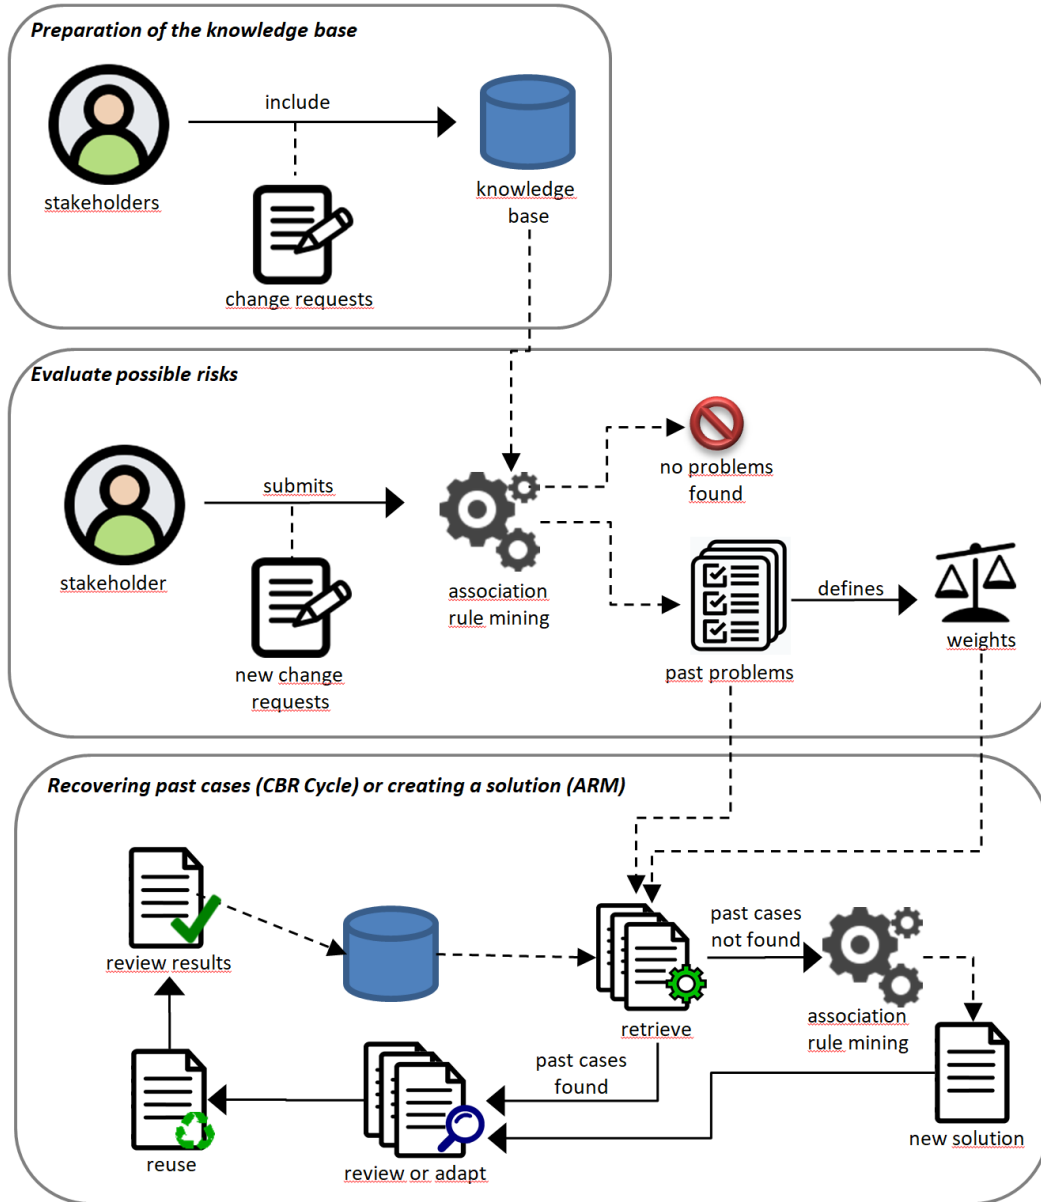 Preparation of the knowledge base
include
stakeholders
knowledge
base
change requests
Evaluate possible risks
no problems
found
submits
stakeholder
association
rule mining
defines
weights
new change
requests
past problems
Recovering past cases (CBR Cycle) or creating a solution (ARM)
past cases
not found
review results
association
rule mining
retrieve
past cases
found
new solution
reuse
review or adapt